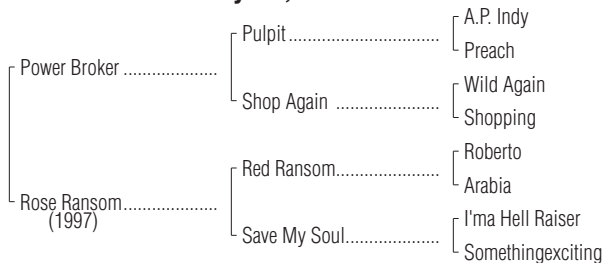 A.P. Indy
Pulpit........................
Preach
Power Broker ...................
Wild Again
Shop Again ......................
Shopping
Roberto
Red Ransom.....................
Arabia
Rose Ransom...................
(1997)
I'ma Hell Raiser
Save My Soul...................
Somethingexciting